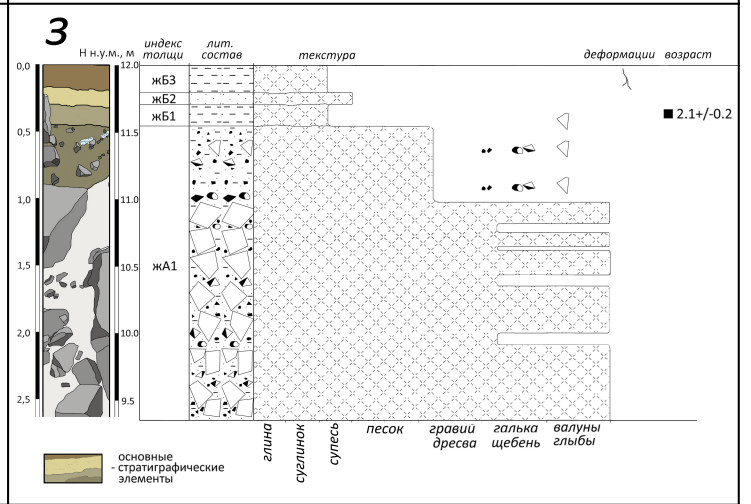 3
Н н.у.м., м
индекс
толщи
лит.
состав
текстура
деформации
возраст
0,0
12.0
жБ3
жБ2
жБ1
2.1+/-0.2
0,5
11.5
1,0
11.0
жА1
1,5
10.5
2,0
10.0
2,5
9.5
глина
суглинок
супесь
песок
гравий
дресва
галька
щебень
валуны
глыбы
основные
- стратиграфические
элементы